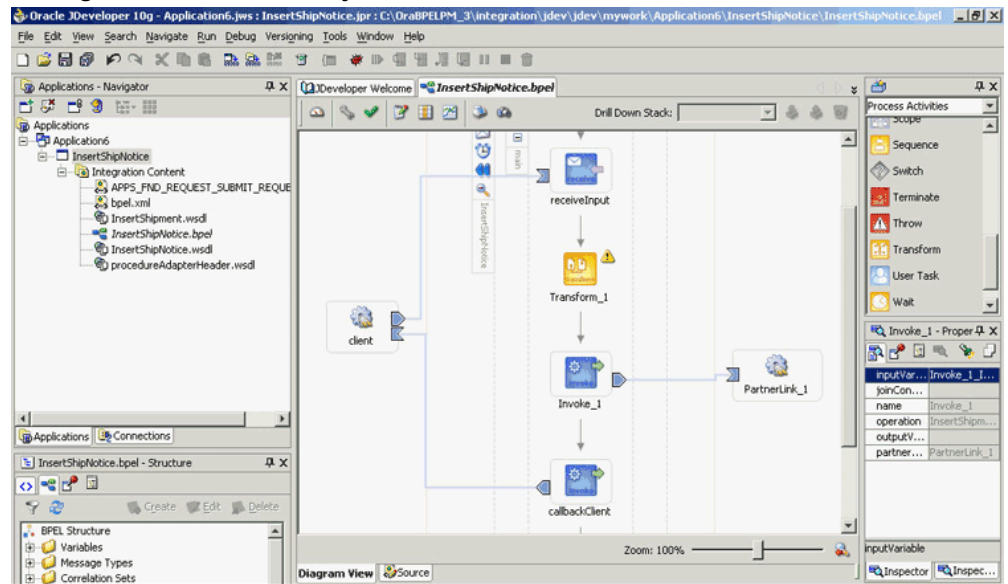 Oracle JDeveloper 10g - Application6.jws : InsertShipNotice.jpr : C:\OraBPELPM_3\integration\jdev\jdev\mywork\Application6\InsertShipNotice\InsertShipNotice.bpel
File Edit View Search Navigate Run Debug Versioning Tools Window Help
Applications - Navigator
Applications
Application6
InsertShipNotice
Integration Content
APPS_FND_REQUEST_SUBMIT_REQUE
bpel.xml
InsertShipment.wsdl
InsertShipNotice.bpel
InsertShipNotice.wsdl
procedureAdapterHeader.wsdl
Applications Connections
InsertShipNotice.bpel - Structure
Create Edit Delete
BPEL Structure
Variables
Message Types
Correlation Sets
JDeveloper Welcome InsertShipNotice.bpel
Drill Down Stack:
main
InsertShipNotice
receive
receiveInput
Transform_1
client
invoke
Invoke_1
PartnerLink_1
invoke
callbackClient
Zoom: 100%
Diagram View Source
Process Activities
Scope
Sequence
Switch
Terminate
Throw
Transform
User Task
Wait
Invoke_1 - Proper
inputVar... Invoke_1_I...
joinCon...
name Invoke_1
operation InsertShipm...
outputV...
partner... PartnerLink_1
inputVariable
Inspector Inspec...